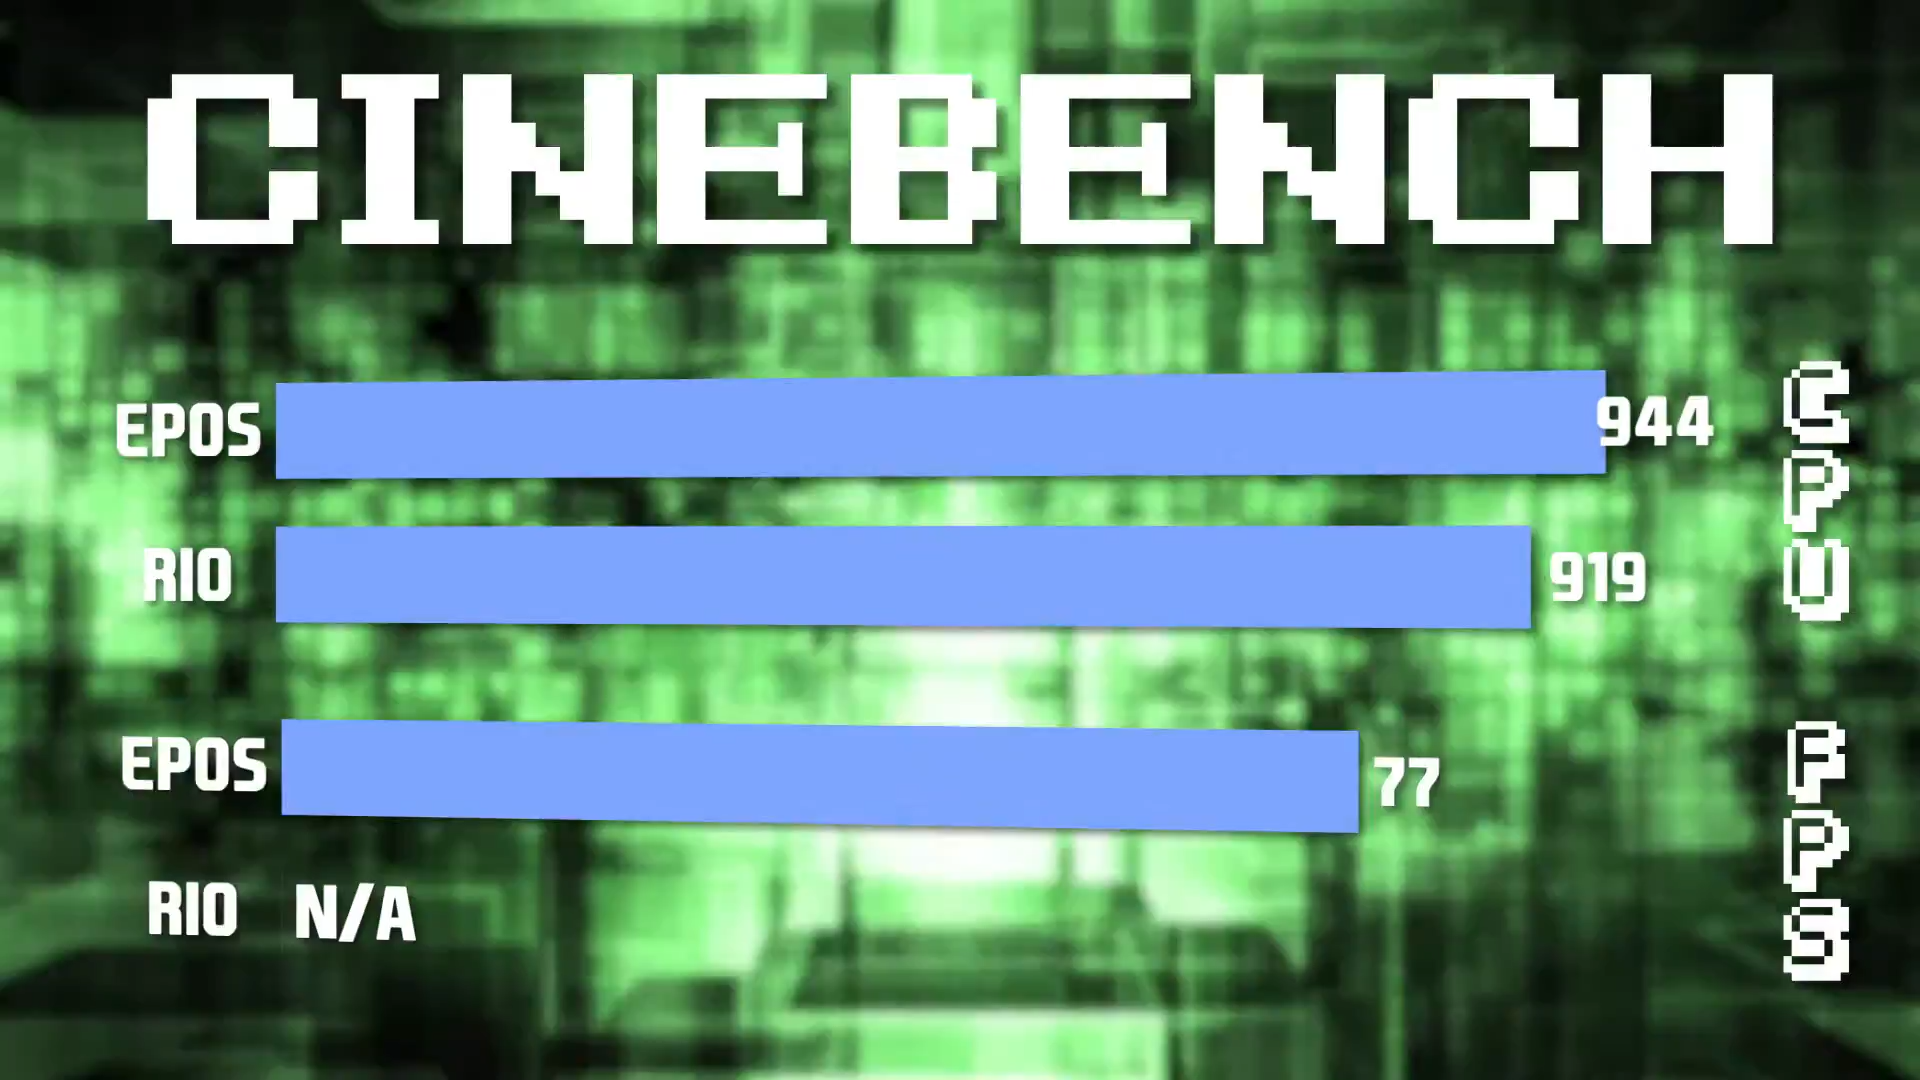 CINEBENCH
EPOS 944
RIO 919
CPU
EPOS 77
RIO N/A
FPS